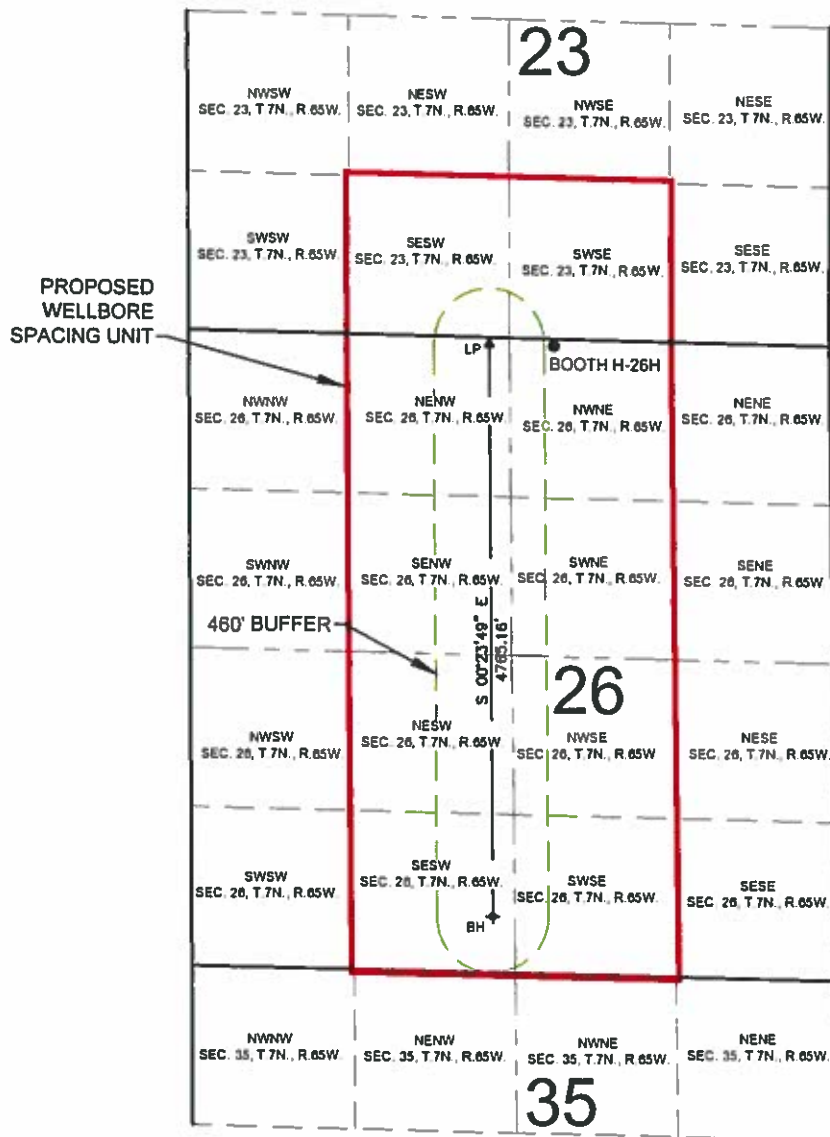 23
NWSW
SEC. 23, T.7N., R.65W.
NESW
SEC. 23, T.7N., R.65W.
NWSE
SEC. 23, T.7N., R.65W.
NESE
SEC. 23, T.7N., R.65W.
SWSW
SEC. 23, T.7N., R.65W.
SESW
SEC. 23, T.7N., R.65W.
SWSE
SEC. 23, T.7N., R.65W.
SESE
SEC. 23, T.7N., R.65W.
PROPOSED
WELLBORE
SPACING UNIT
LP
BOOTH H-26H
NWNW
SEC. 26, T.7N., R.65W.
NENW
SEC. 26, T.7N., R.65W.
NWNE
SEC. 26, T.7N., R.65W.
NENE
SEC. 26, T.7N., R.65W.
SWNW
SEC. 26, T.7N., R.65W.
SENW
SEC. 26, T.7N., R.65W.
SWNE
SEC. 26, T.7N., R.65W.
SENE
SEC. 26, T.7N., R.65W.
460' BUFFER
S 00°23'49" E
4765.16'
26
NWSW
SEC. 26, T.7N., R.65W.
NESW
SEC. 26, T.7N., R.65W.
NWSE
SEC. 26, T.7N., R.65W.
NESE
SEC. 26, T.7N., R.65W.
SWSW
SEC. 26, T.7N., R.65W.
SESW
SEC. 26, T.7N., R.65W.
SWSE
SEC. 26, T.7N., R.65W.
SESE
SEC. 26, T.7N., R.65W.
BH
NWNW
SEC. 35, T.7N., R.65W.
NENW
SEC. 35, T.7N., R.65W.
NWNE
SEC. 35, T.7N., R.65W.
NENE
SEC. 35, T.7N., R.65W.
35